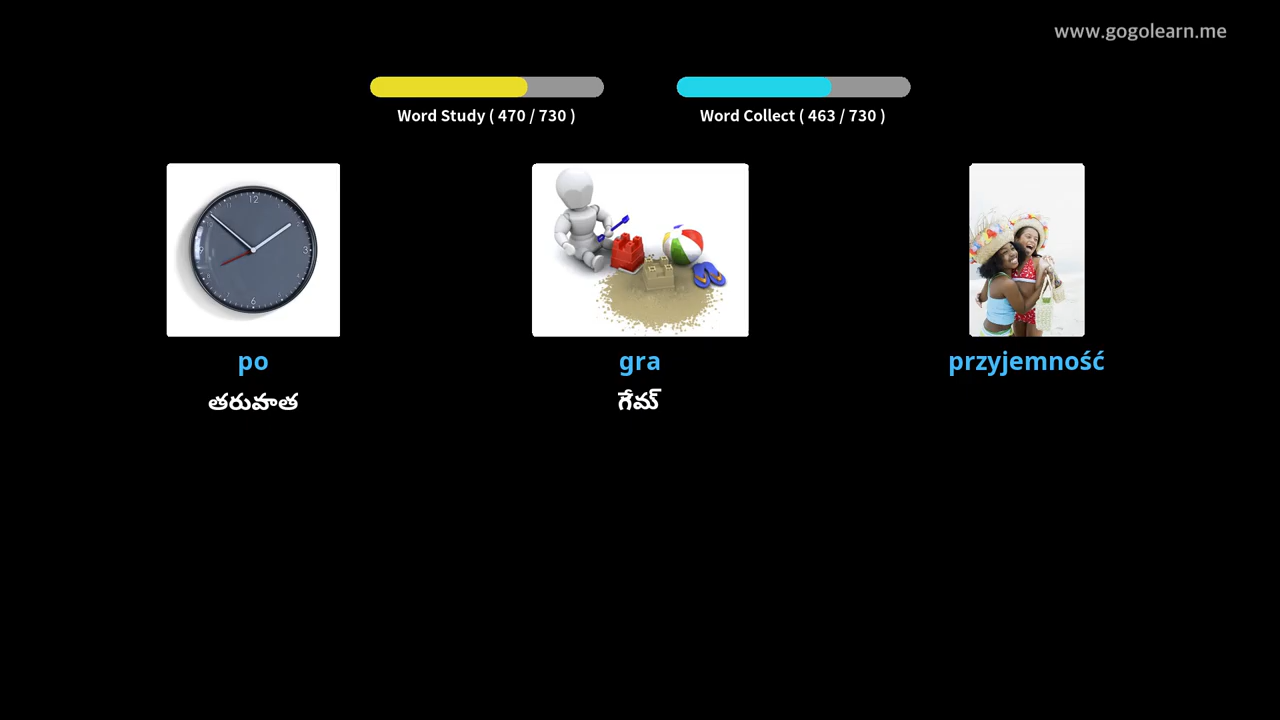 www.gogolearn.me
Word Study ( 470 / 730 )
Word Collect ( 463 / 730 )
po
gra
przyjemność
తరువాత
గేమ్